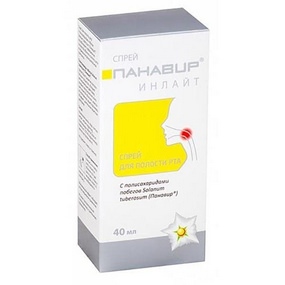 СПРЕЙ
ПАНАВИР®
ИНЛАЙТ
СПРЕЙ
ДЛЯ ПОЛОСТИ РТА
С полисахаридами
побегов Solanum
tuberosum (Панавир®)
40 мл